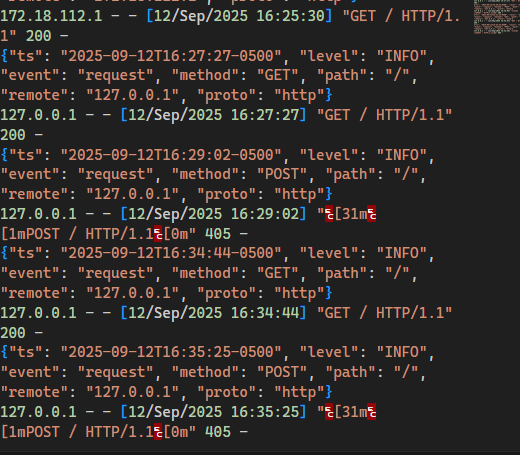 172.18.112.1 - - [12/Sep/2025 16:25:30] "GET / HTTP/1.
1" 200 -
{"ts": "2025-09-12T16:27:27-0500", "level": "INFO",
"event": "request", "method": "GET", "path": "/",
"remote": "127.0.0.1", "proto": "http"}
127.0.0.1 - - [12/Sep/2025 16:27:27] "GET / HTTP/1.1"
200 -
{"ts": "2025-09-12T16:29:02-0500", "level": "INFO",
"event": "request", "method": "POST", "path": "/",
"remote": "127.0.0.1", "proto": "http"}
127.0.0.1 - - [12/Sep/2025 16:29:02] "␛[31m␛
[1mPOST / HTTP/1.1␛[0m" 405 -
{"ts": "2025-09-12T16:34:44-0500", "level": "INFO",
"event": "request", "method": "GET", "path": "/",
"remote": "127.0.0.1", "proto": "http"}
127.0.0.1 - - [12/Sep/2025 16:34:44] "GET / HTTP/1.1"
200 -
{"ts": "2025-09-12T16:35:25-0500", "level": "INFO",
"event": "request", "method": "POST", "path": "/",
"remote": "127.0.0.1", "proto": "http"}
127.0.0.1 - - [12/Sep/2025 16:35:25] "␛[31m␛
[1mPOST / HTTP/1.1␛[0m" 405 -